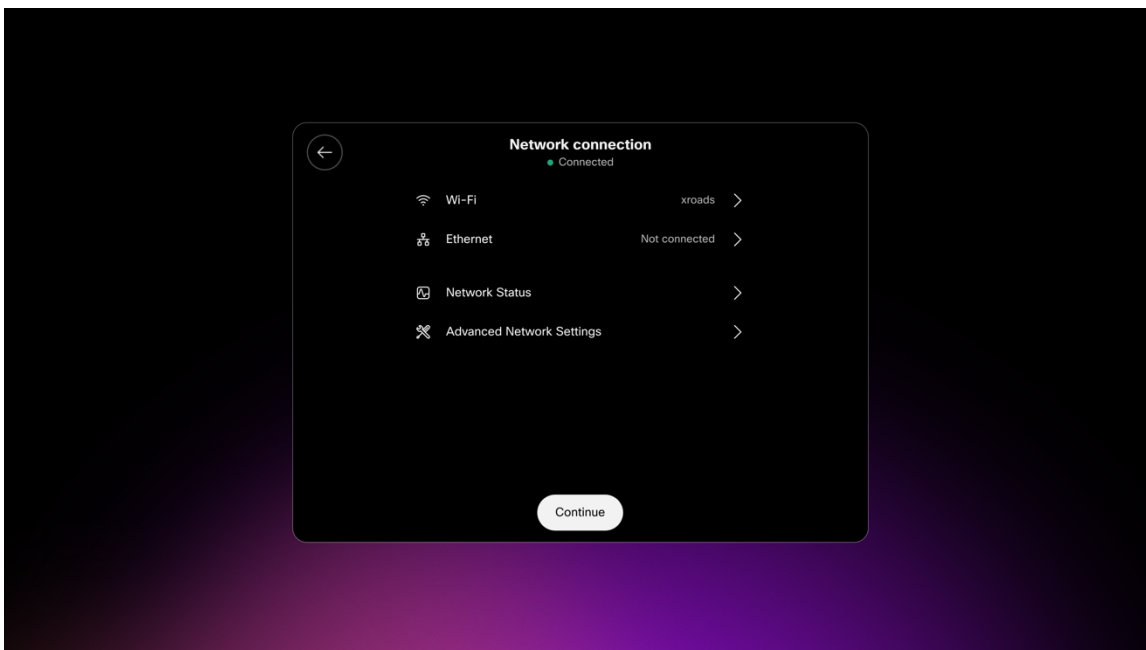 Network connection
Connected
Wi-Fi xroads
Ethernet Not connected
Network Status
Advanced Network Settings
Continue